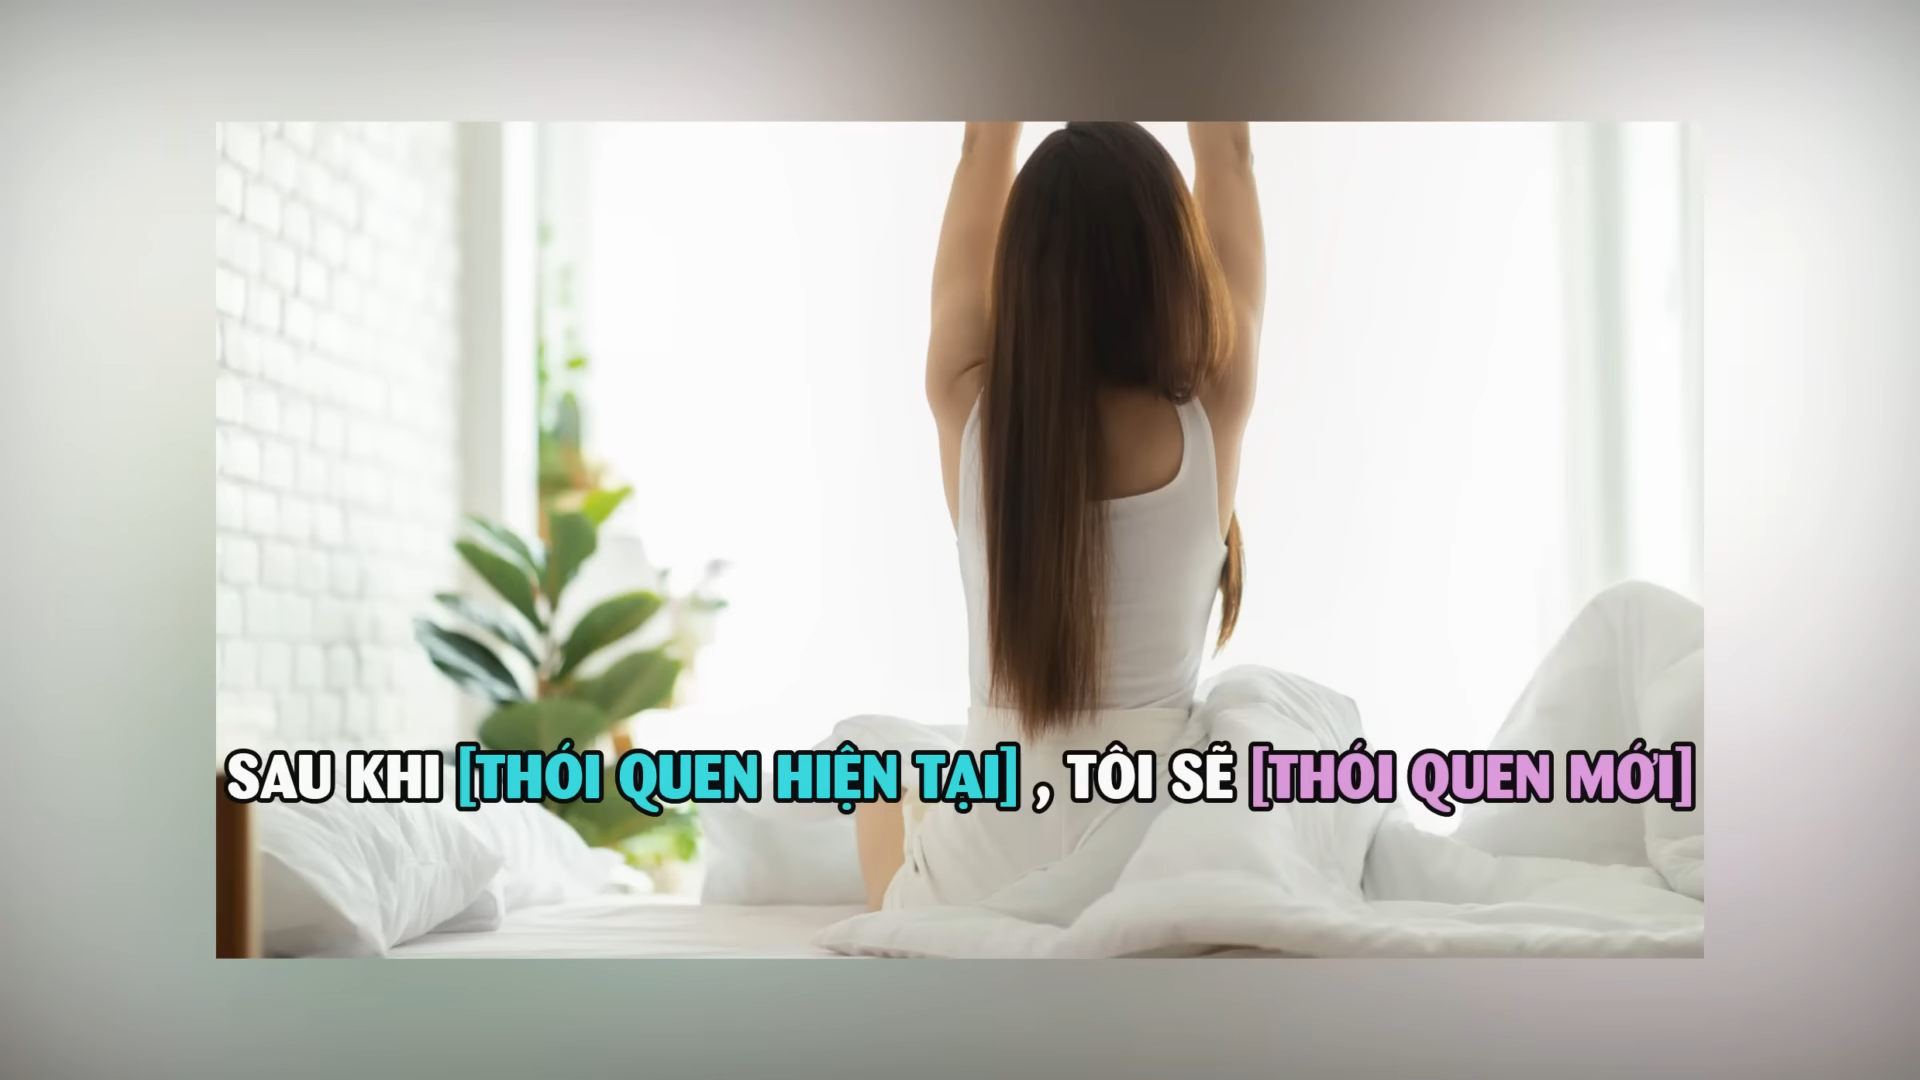 SAU KHI [THÓI QUEN HIỆN TẠI] , TÔI SẼ [THÓI QUEN MỚI]